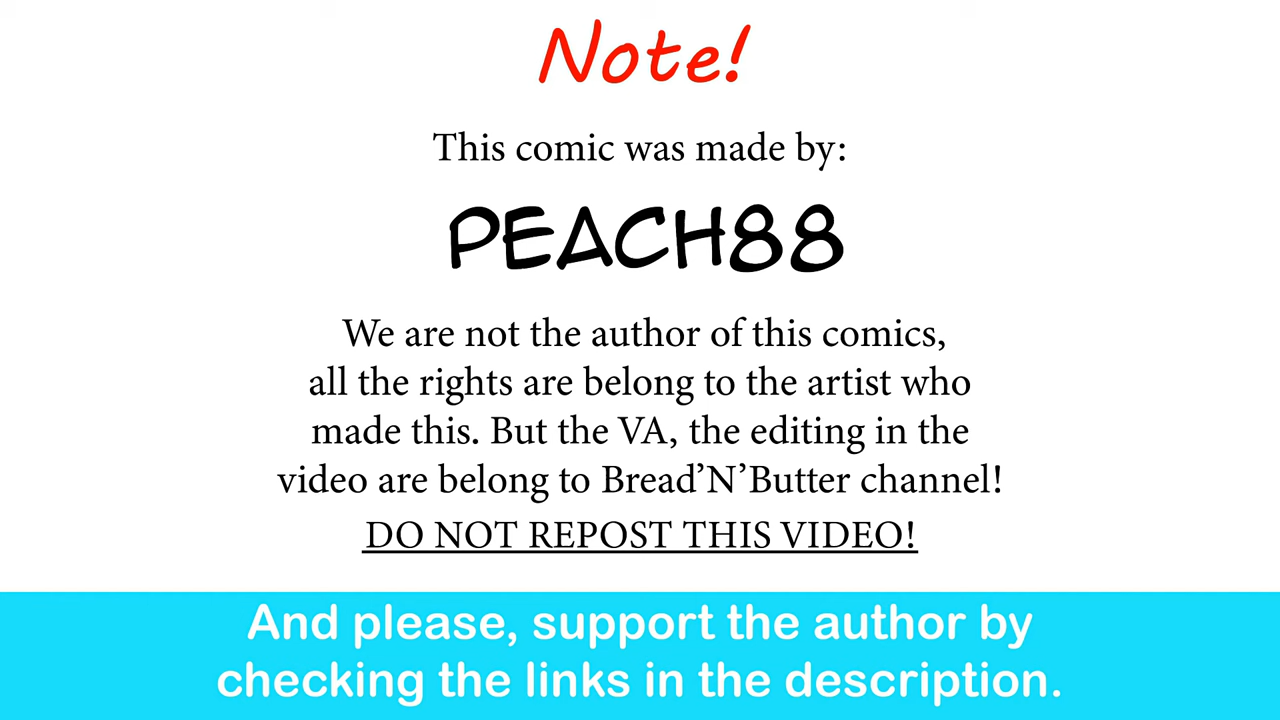 Note!
This comic was made by:
PEACH88
We are not the author of this comics,
all the rights are belong to the artist who
made this. But the VA, the editing in the
video are belong to Bread’N’Butter channel!
DO NOT REPOST THIS VIDEO!
And please, support the author by
checking the links in the description.